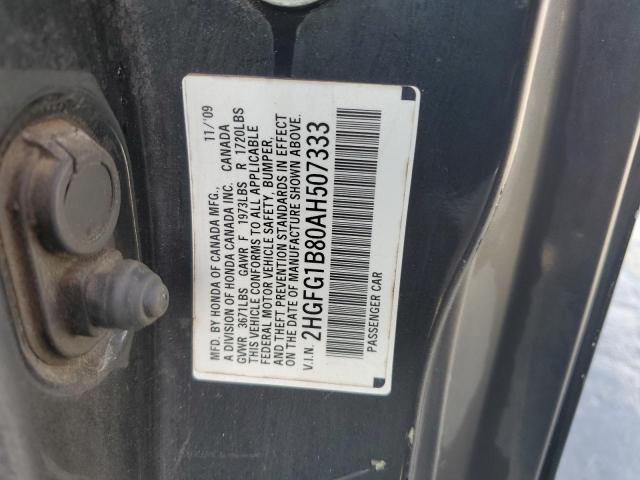 MFD. BY HONDA OF CANADA MFG., 11/'09
A DIVISION OF HONDA CANADA INC. CANADA
GVWR 3671LBS GAWR F 1973LBS R 1720LBS
THIS VEHICLE CONFORMS TO ALL APPLICABLE
FEDERAL MOTOR VEHICLE SAFETY, BUMPER,
AND THEFT PREVENTION STANDARDS IN EFFECT
ON THE DATE OF MANUFACTURE SHOWN ABOVE.
V.I.N. 2HGFG1B80AH507333
PASSENGER CAR